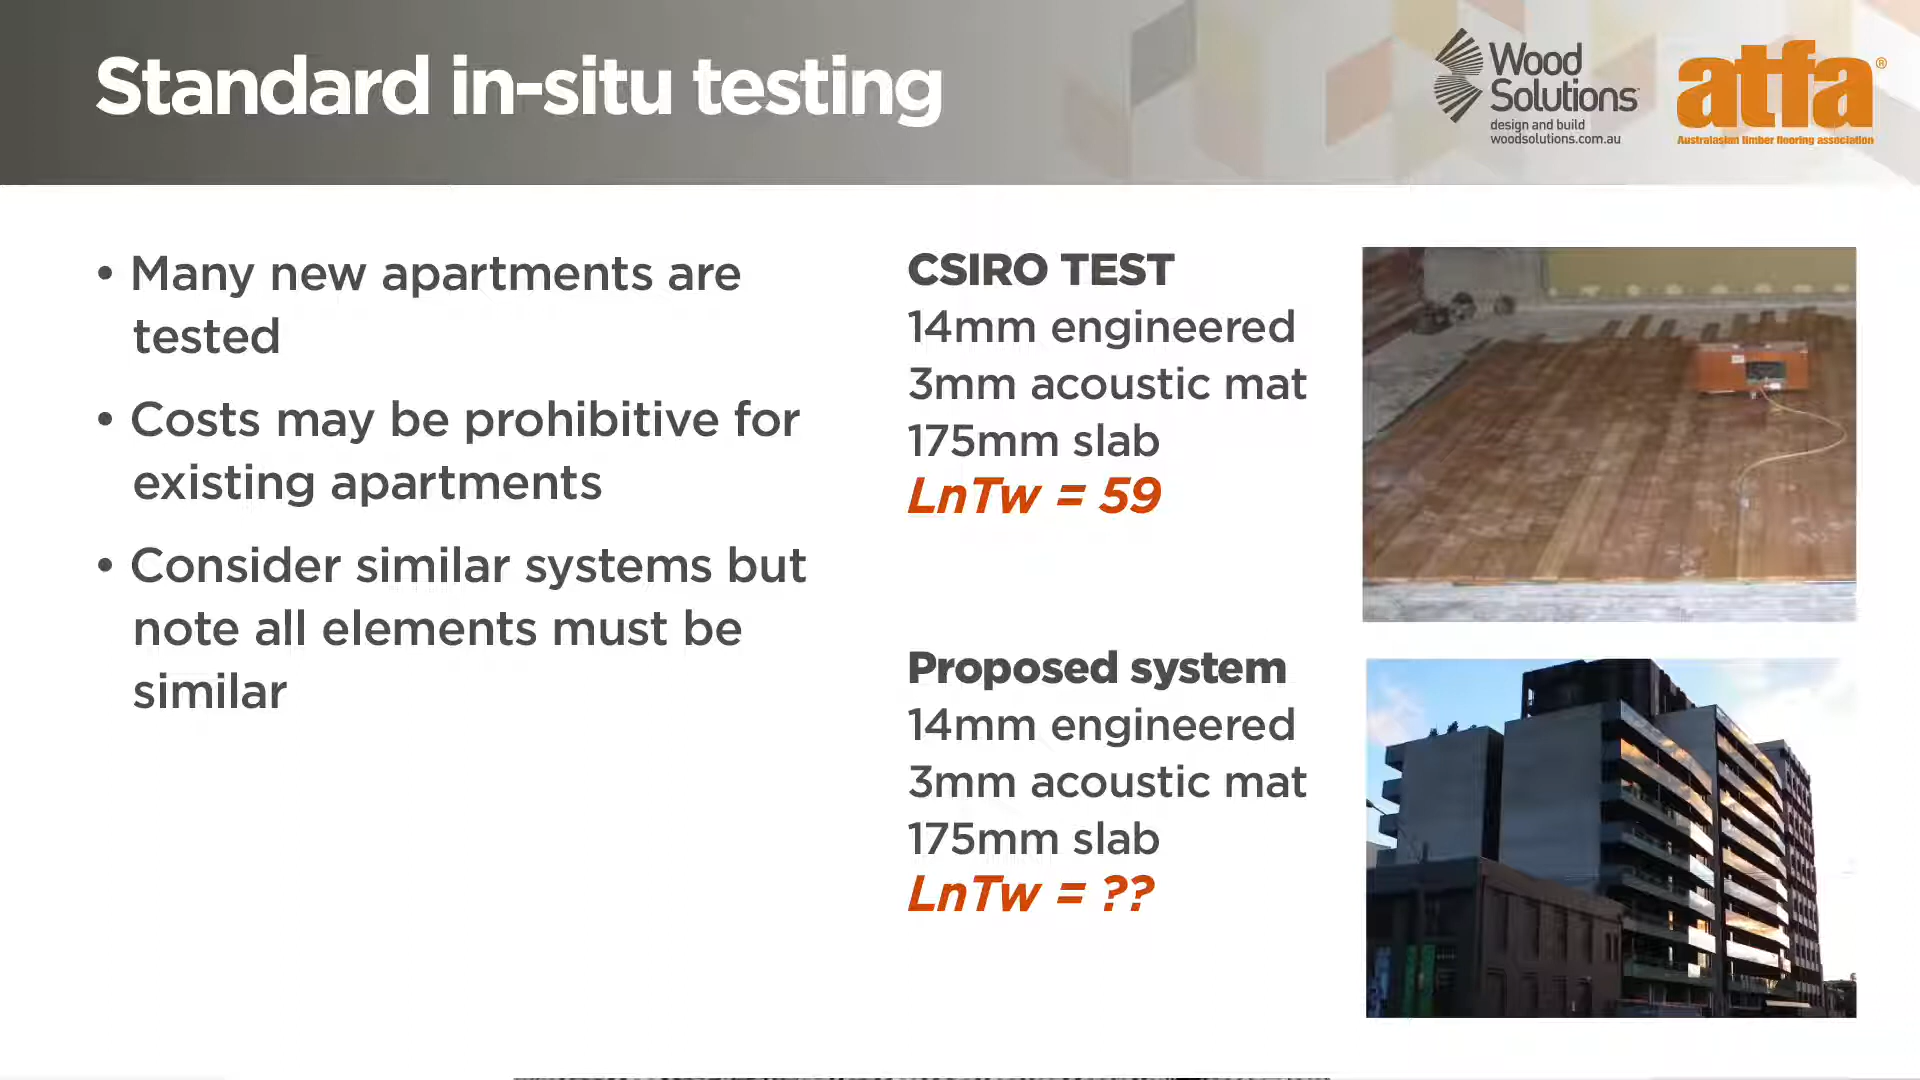 Standard in-situ testing
Wood
Solutions
design and build
woodsolutions.com.au
atfa®
Australasian timber flooring association
• Many new apartments are
tested
• Costs may be prohibitive for
existing apartments
• Consider similar systems but
note all elements must be
similar
CSIRO TEST
14mm engineered
3mm acoustic mat
175mm slab
LnTw = 59
Proposed system
14mm engineered
3mm acoustic mat
175mm slab
LnTw = ??